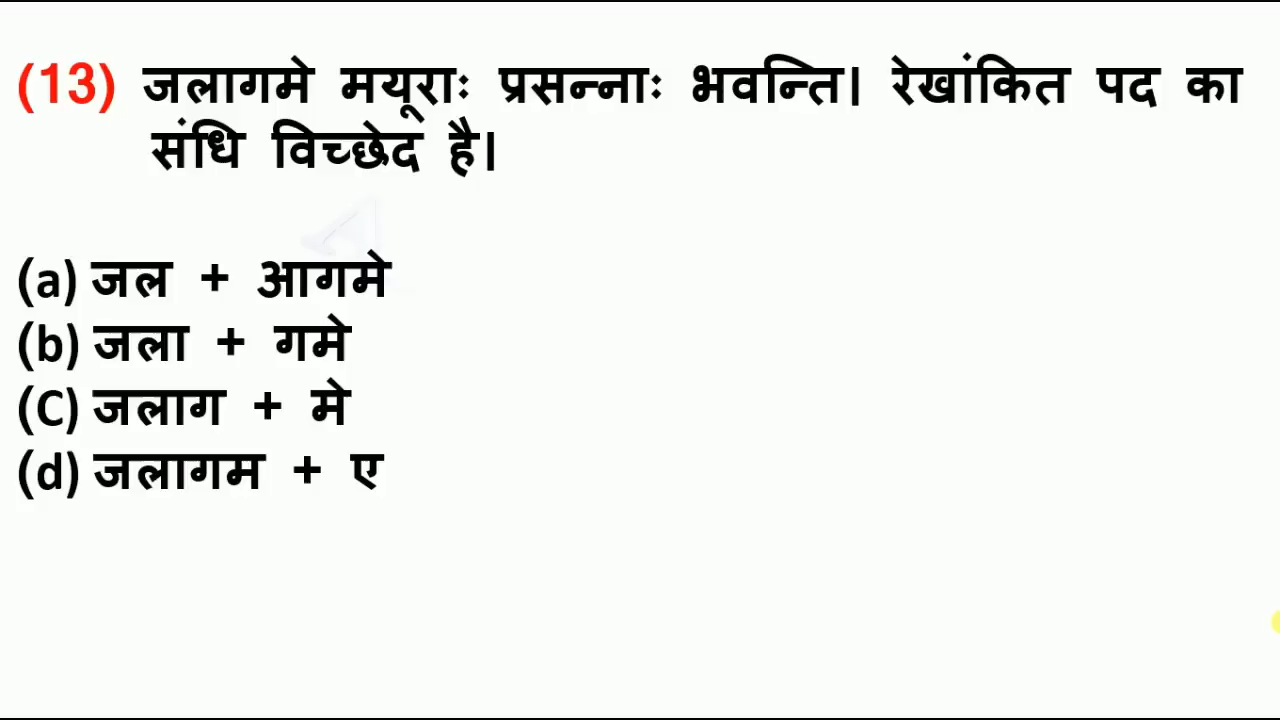 (13) जलागमे मयूराः प्रसन्नाः भवन्ति। रेखांकित पद का
संधि विच्छेद है।
(a) जल + आगमे
(b) जला + गमे
(C) जलाग + मे
(d) जलागम + ए